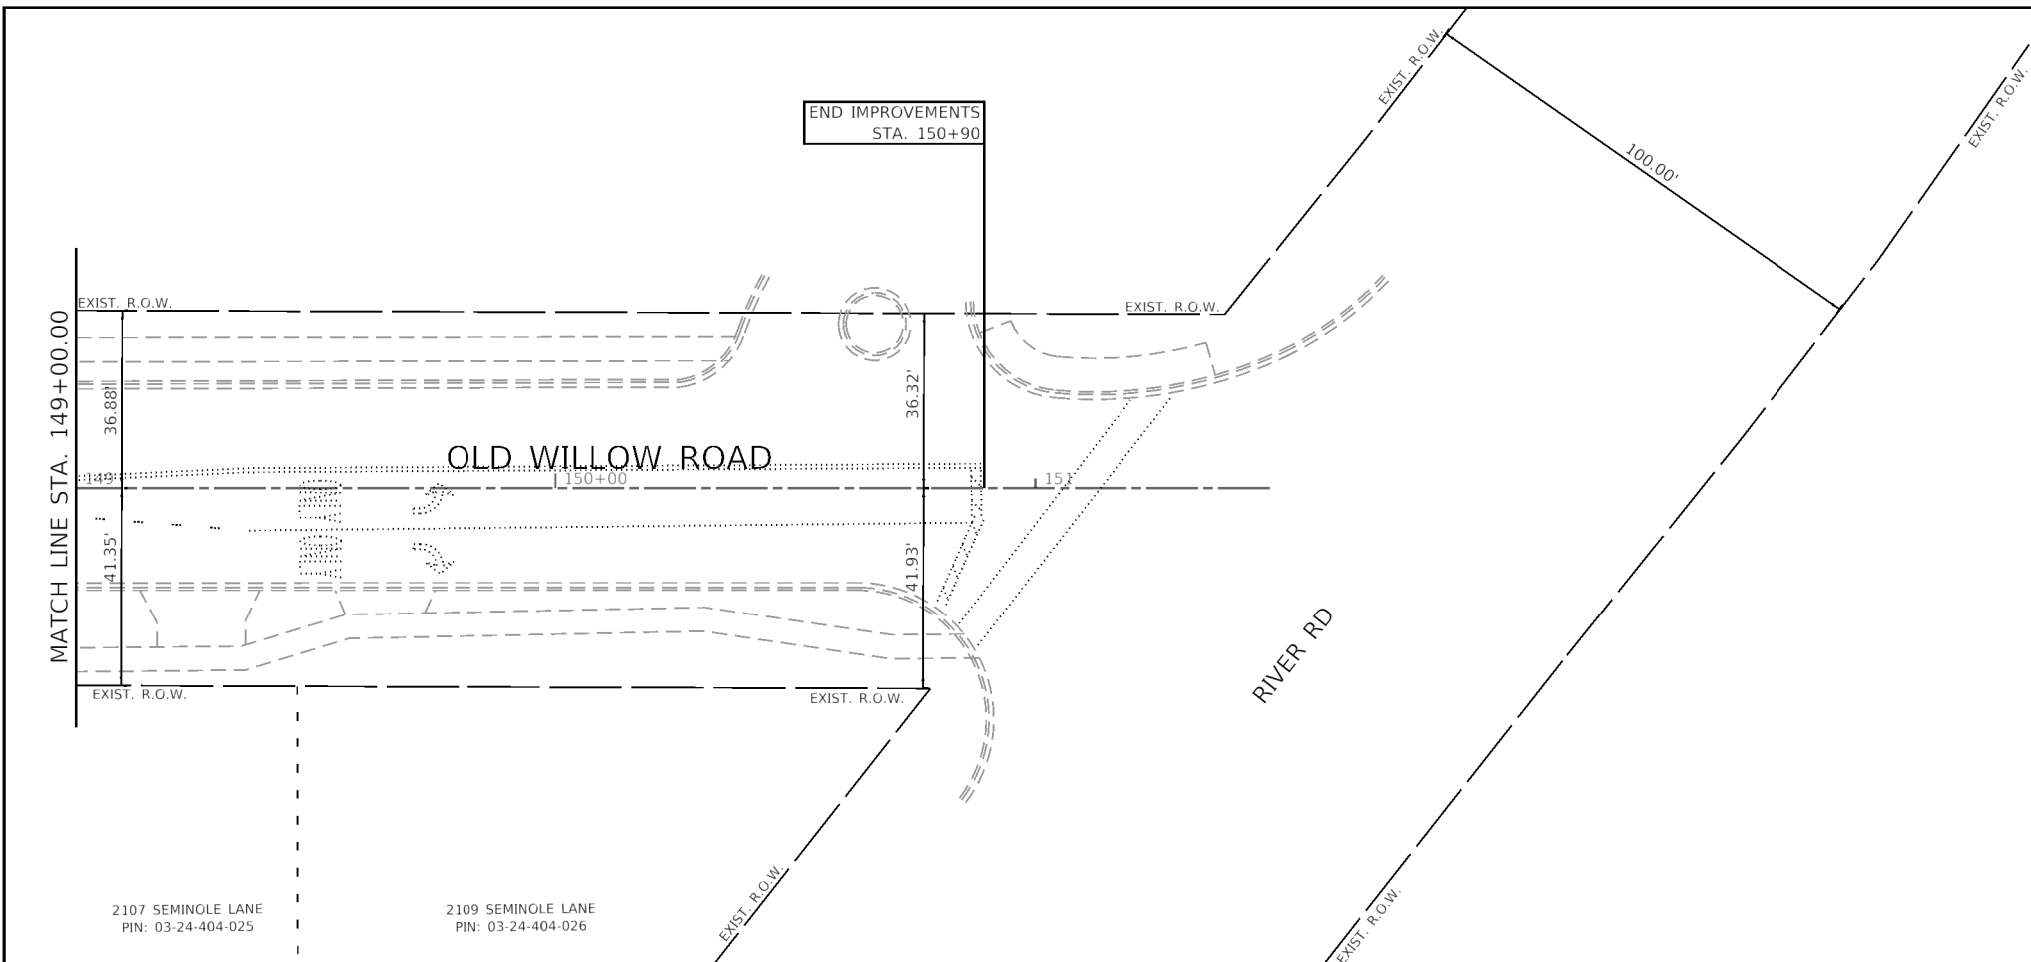 EXIST. R.O.W.
EXIST. R.O.W.
END IMPROVEMENTS
STA. 150+90
100.00'
EXIST. R.O.W.
EXIST. R.O.W.
MATCH LINE STA. 149+00.00
36.88'
36.32'
OLD WILLOW ROAD
149
150+00
151
41.35'
41.93'
RIVER RD
EXIST. R.O.W.
EXIST. R.O.W.
EXIST. R.O.W.
EXIST. R.O.W.
2107 SEMINOLE LANE
PIN: 03-24-404-025
2109 SEMINOLE LANE
PIN: 03-24-404-026